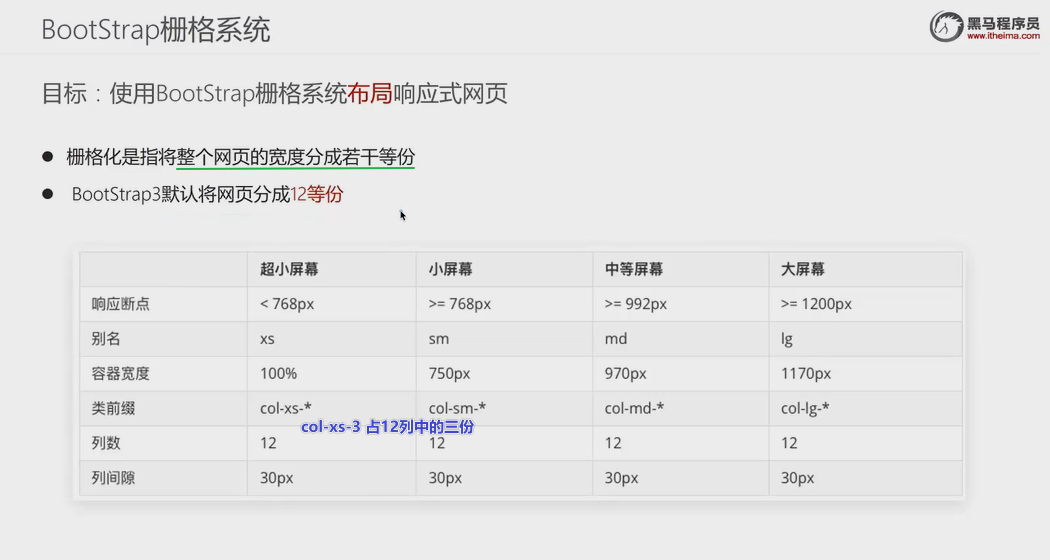 BootStrap栅格系统
黑马程序员
www.itheima.com
目标：使用BootStrap栅格系统布局响应式网页
● 栅格化是指将整个网页的宽度分成若干等份
● BootStrap3默认将网页分成12等份
超小屏幕 小屏幕 中等屏幕 大屏幕
响应断点 < 768px >= 768px >= 992px >= 1200px
别名 xs sm md lg
容器宽度 100% 750px 970px 1170px
类前缀 col-xs-* col-sm-* col-md-* col-lg-*
col-xs-3 占12列中的三份
列数 12 12 12 12
列间隙 30px 30px 30px 30px